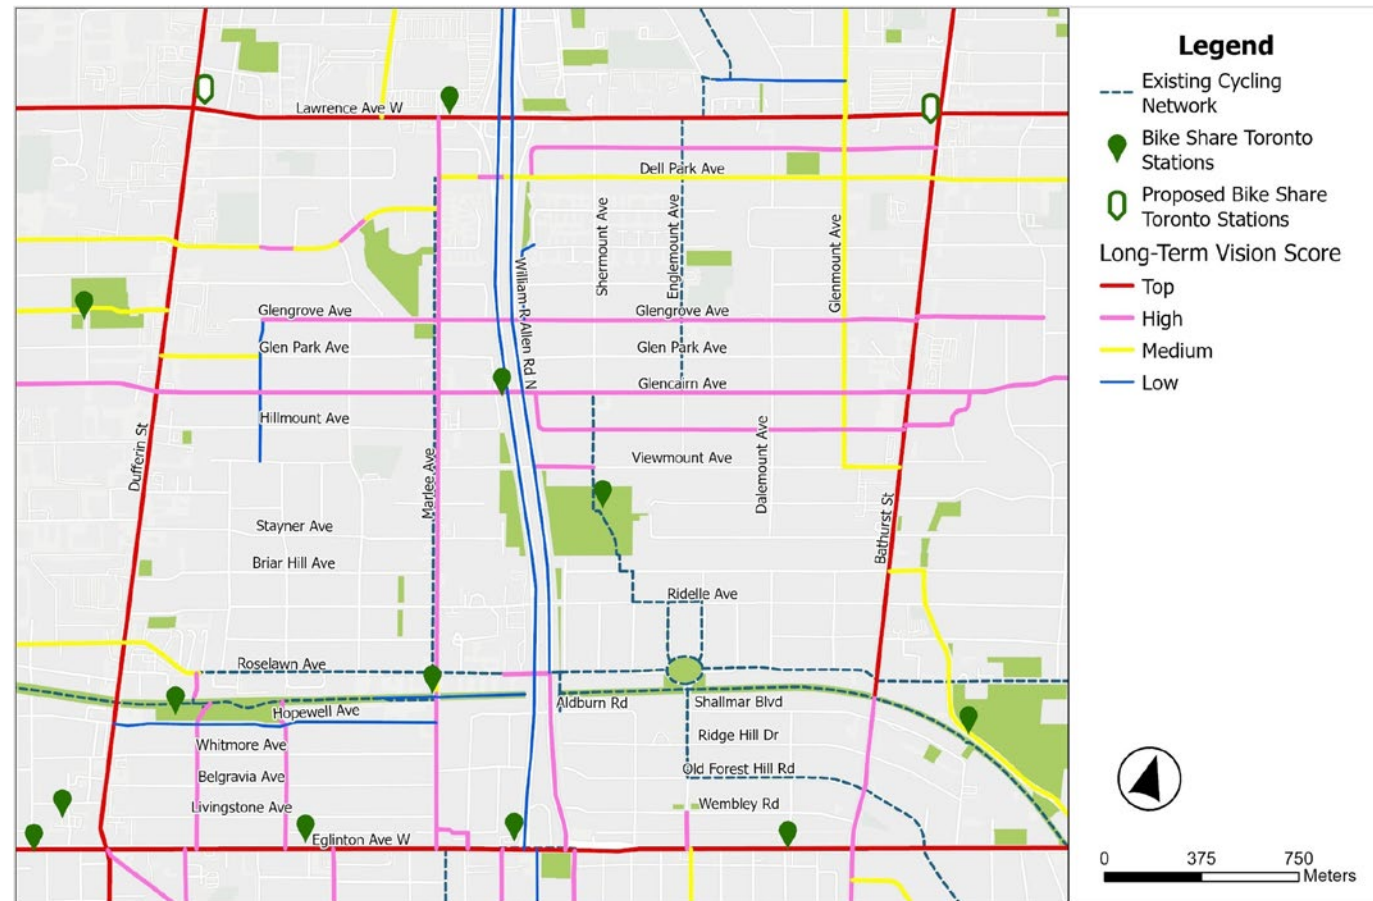 Lawrence Ave W
Dell Park Ave
Shermount Ave
Englemount Ave
Glenmount Ave
William R Allen Rd N
Glengrove Ave
Glengrove Ave
Glen Park Ave
Glen Park Ave
Glencairn Ave
Hillmount Ave
Dufferin St
Marlee Ave
Viewmount Ave
Dalemount Ave
Bathurst St
Stayner Ave
Briar Hill Ave
Ridelle Ave
Roselawn Ave
Hopewell Ave
Aldburn Rd
Shallmar Blvd
Whitmore Ave
Ridge Hill Dr
Belgravia Ave
Old Forest Hill Rd
Livingstone Ave
Wembley Rd
Eglinton Ave W
Legend
Existing Cycling
Network
Bike Share Toronto
Stations
Proposed Bike Share
Toronto Stations
Long-Term Vision Score
Top
High
Medium
Low
0 375 750
Meters